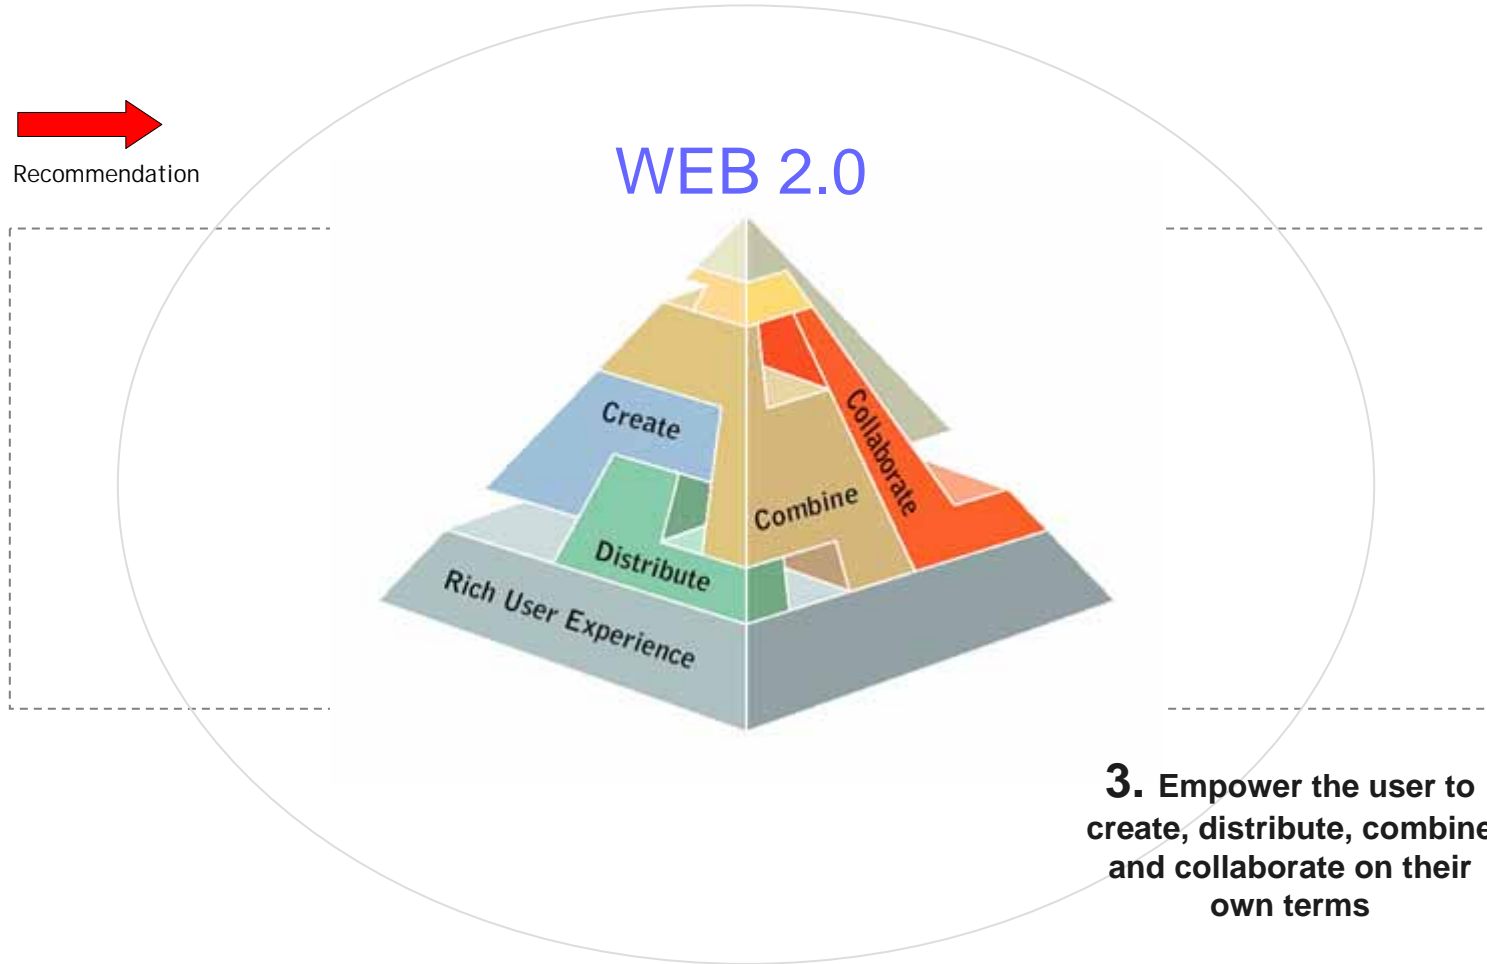 Recommendation
WEB 2.0
Create
Collaborate
Combine
Distribute
Rich User Experience
3. Empower the user to
create, distribute, combine
and collaborate on their
own terms